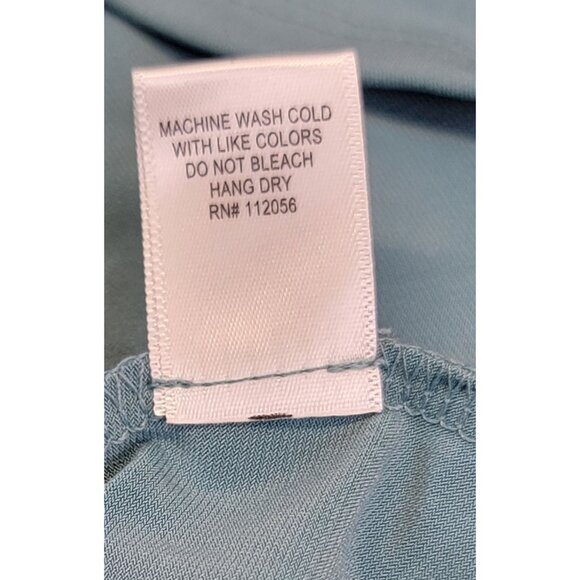 MACHINE WASH COLD
WITH LIKE COLORS
DO NOT BLEACH
HANG DRY
RN# 112056